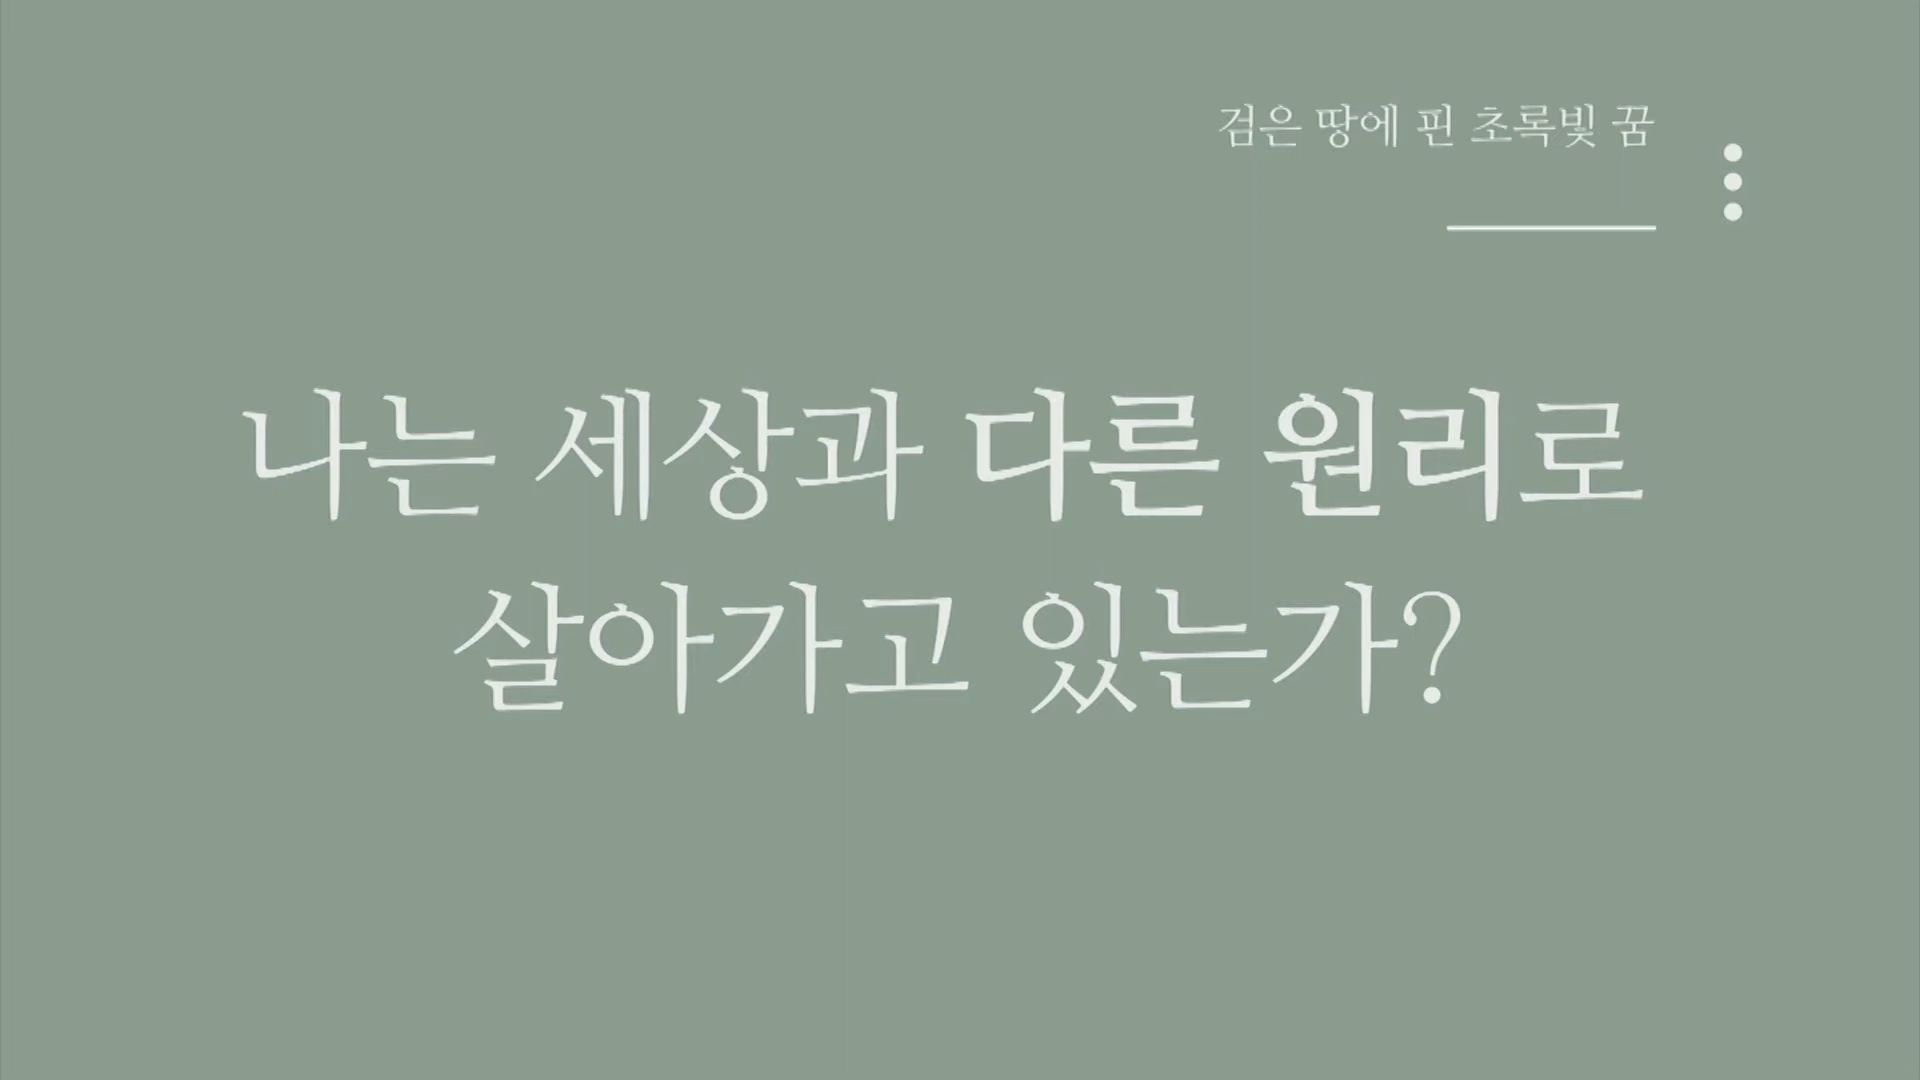 검은 땅에 핀 초록빛 꿈
나는 세상과 다른 원리로
살아가고 있는가?